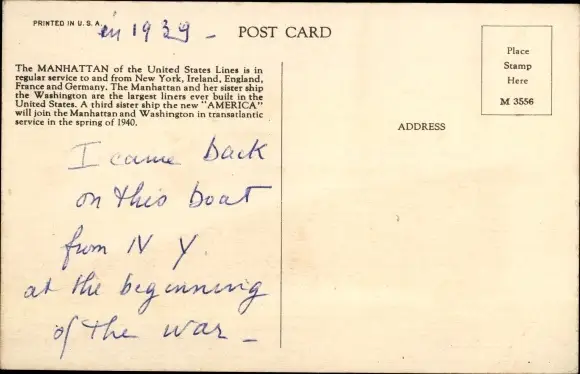 PRINTED IN U. S. A.
in 1939 -
POST CARD
Place
Stamp
Here
M 3556
The MANHATTAN of the United States Lines is in
regular service to and from New York, Ireland, England,
France and Germany. The Manhattan and her sister ship
the Washington are the largest liners ever built in the
United States. A third sister ship the new "AMERICA"
will join the Manhattan and Washington in transatlantic
service in the spring of 1940.
ADDRESS
I came back
on this boat
from N Y.
at the beginning
of the war -